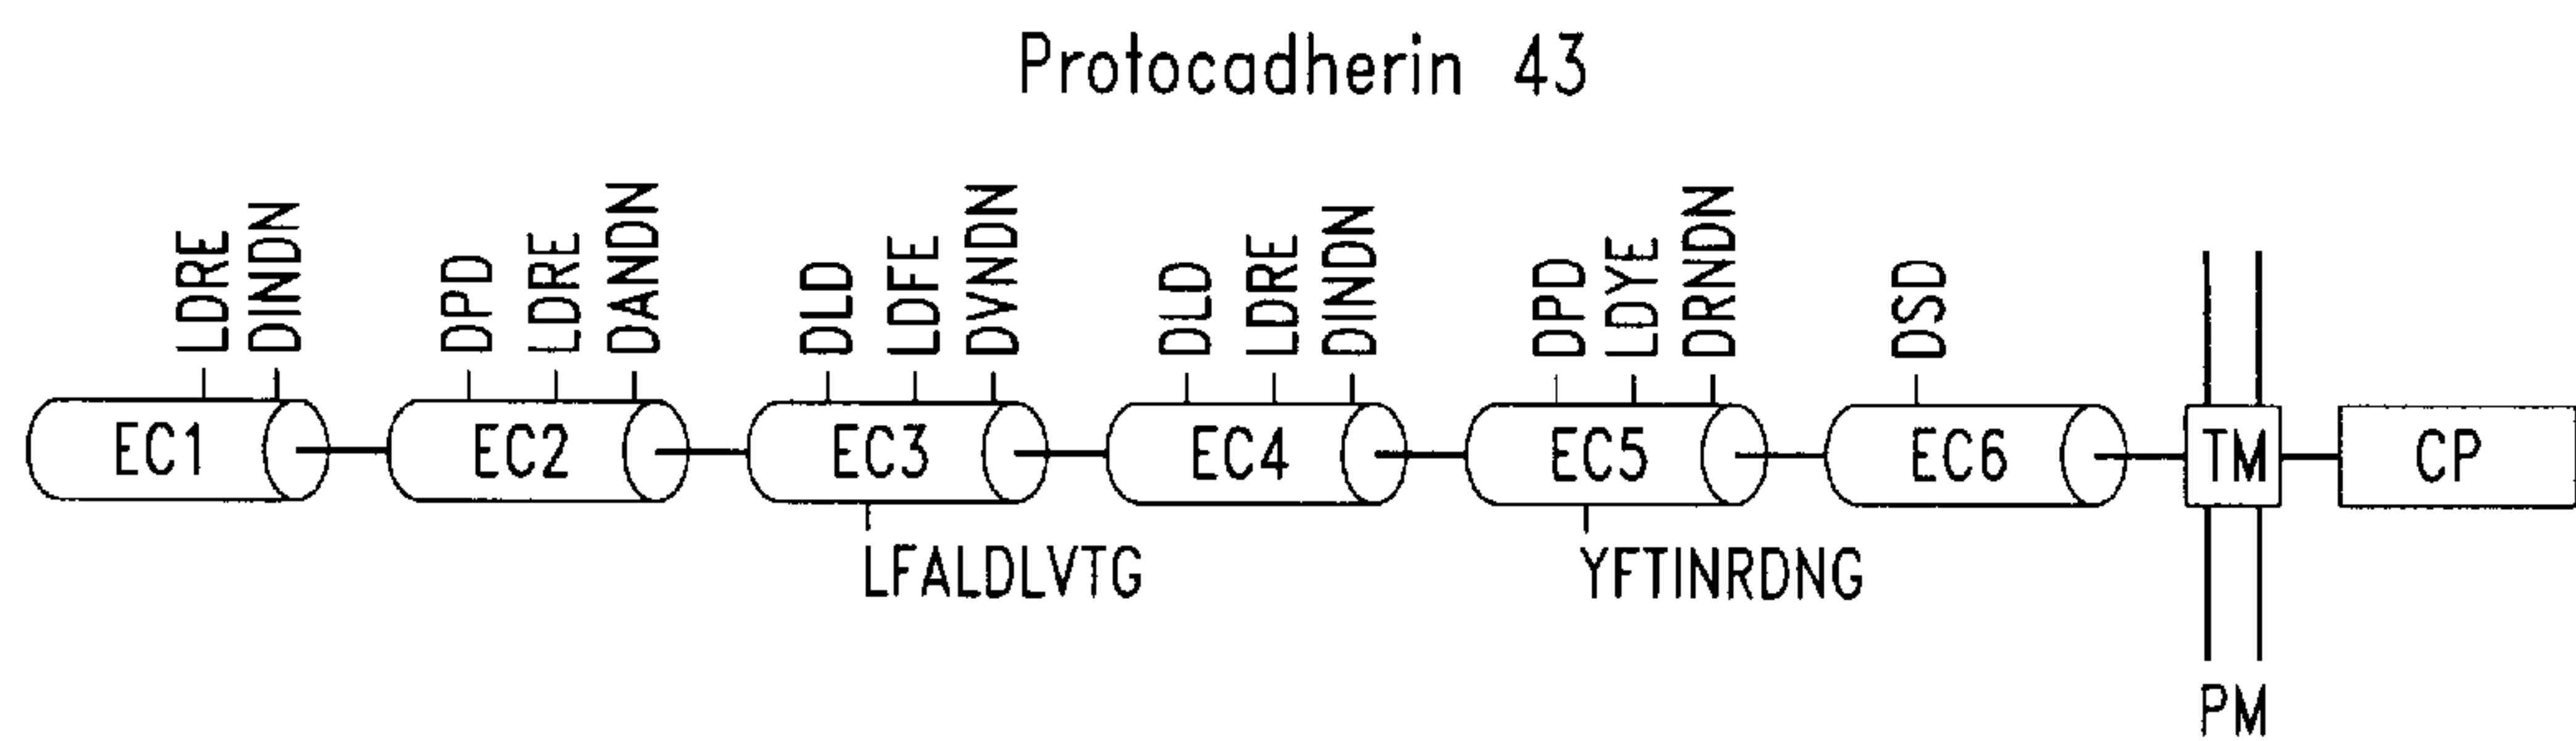 Protocadherin 43
LDRE
DINDN
DPD
LDRE
DANDN
DLD
LDFE
DVNDN
DLD
LDRE
DINDN
DPD
LDYE
DRNDN
DSD
EC1
EC2
EC3
EC4
EC5
EC6
TM
CP
LFALDLVTG
YFTINRDNG
PM